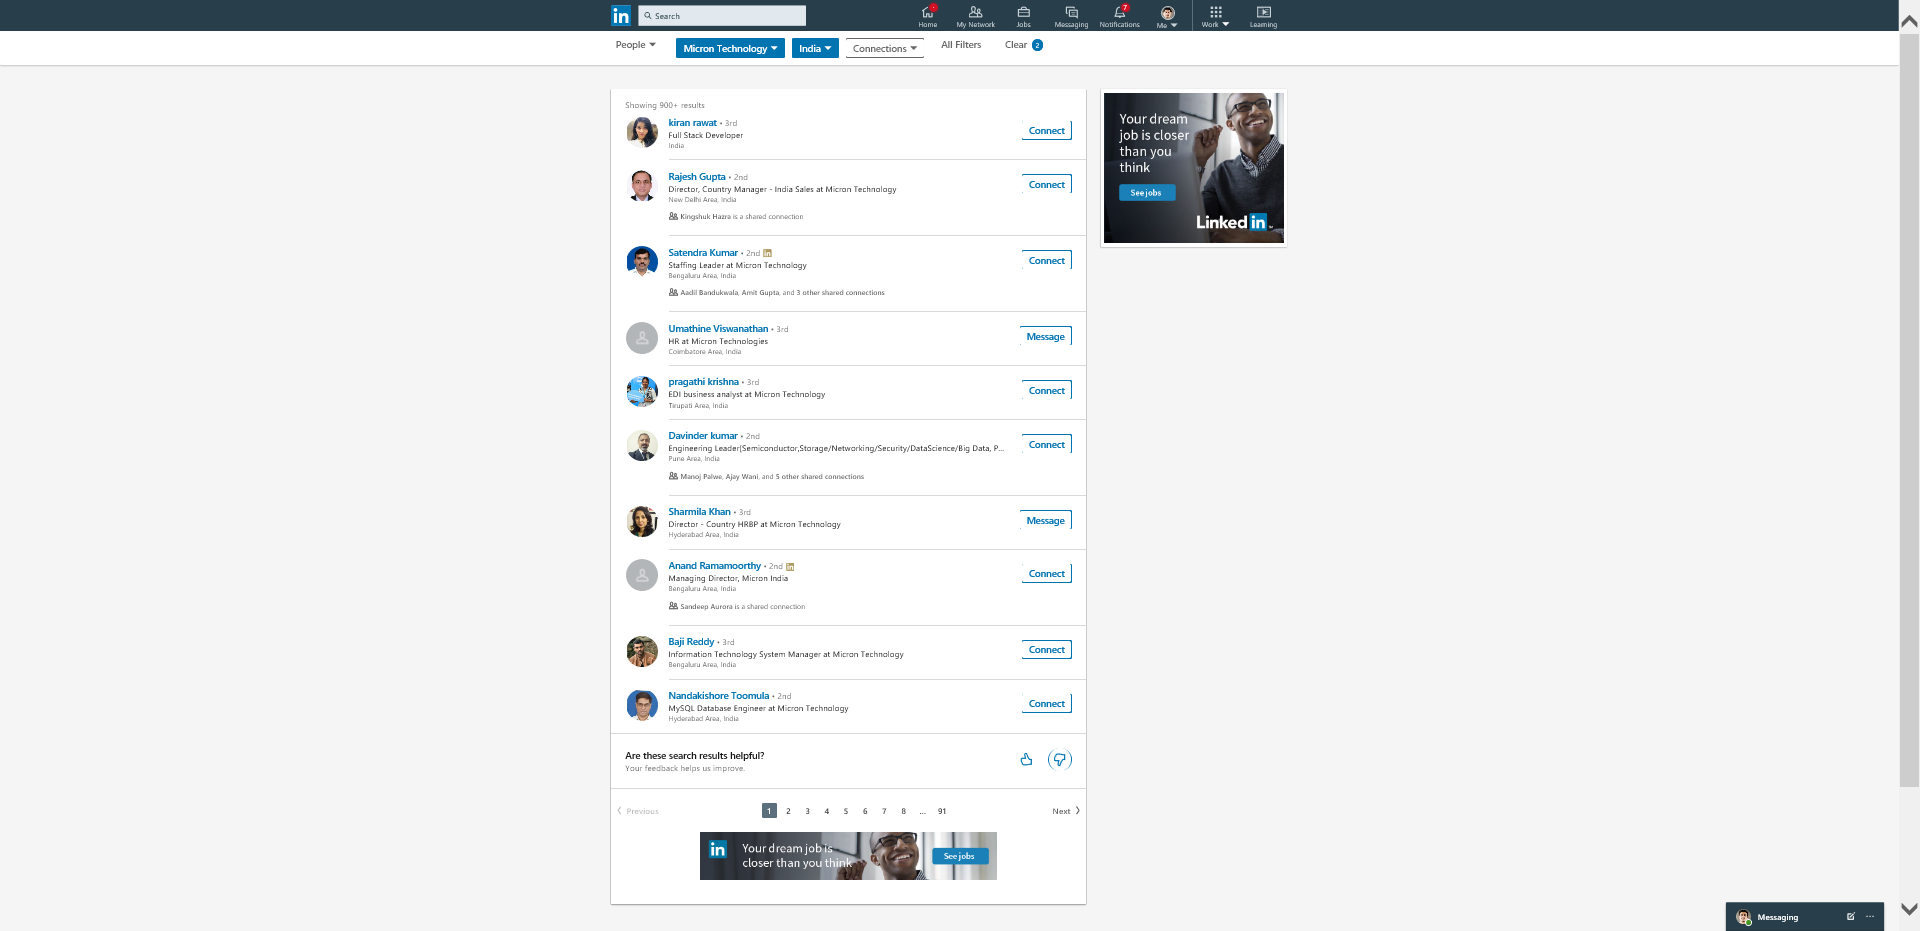 in Search Home My Network Jobs Messaging 7 Notifications Me Work Learning
People Micron Technology India Connections All Filters Clear 2
Showing 900+ results
kiran rawat • 3rd
Full Stack Developer
India
Connect
Rajesh Gupta • 2nd
Director, Country Manager - India Sales at Micron Technology
New Delhi Area, India
Kingshuk Hazra is a shared connection
Connect
Satendra Kumar • 2nd in
Staffing Leader at Micron Technology
Bengaluru Area, India
Aadil Bandukwala, Amit Gupta, and 3 other shared connections
Connect
Umathine Viswanathan • 3rd
HR at Micron Technologies
Coimbatore Area, India
Message
pragathi krishna • 3rd
EDI business analyst at Micron Technology
Tirupati Area, India
Connect
Davinder kumar • 2nd
Engineering Leader(Semiconductor,Storage/Networking/Security/DataScience/Big Data, P...
Pune Area, India
Manoj Palwe, Ajay Wani, and 5 other shared connections
Connect
Sharmila Khan • 3rd
Director - Country HRBP at Micron Technology
Hyderabad Area, India
Message
Anand Ramamoorthy • 2nd in
Managing Director, Micron India
Bengaluru Area, India
Sandeep Aurora is a shared connection
Connect
Baji Reddy • 3rd
Information Technology System Manager at Micron Technology
Bengaluru Area, India
Connect
Nandakishore Toomula • 2nd
MySQL Database Engineer at Micron Technology
Hyderabad Area, India
Connect
Are these search results helpful?
Your feedback helps us improve.
Previous 1 2 3 4 5 6 7 8 ... 91 Next
in
Your dream job is
closer than you think
See jobs
Your dream
job is closer
than you
think
See jobs
Linked in
Messaging